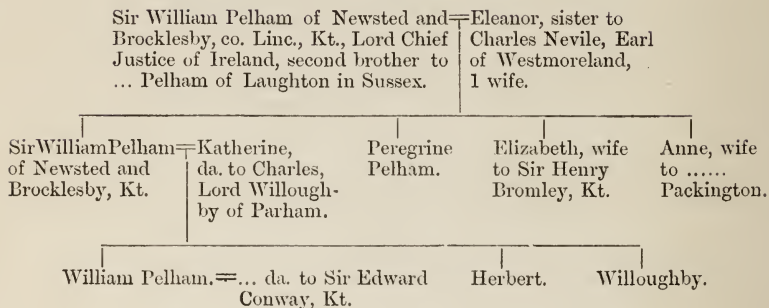 Sir William Pelham of Newsted and
Brocklesby, co. Linc., Kt., Lord Chief
Justice of Ireland, second brother to
... Pelham of Laughton in Sussex.
Eleanor, sister to
Charles Nevile, Earl
of Westmoreland,
1 wife.
Sir William Pelham
of Newsted and
Brocklesby, Kt.
Katherine,
da. to Charles,
Lord Willough-
by of Parham.
Peregrine
Pelham.
Elizabeth, wife
to Sir Henry
Bromley, Kt.
Anne, wife
to ......
Packington.
William Pelham.
... da. to Sir Edward
Conway, Kt.
Herbert.
Willoughby.